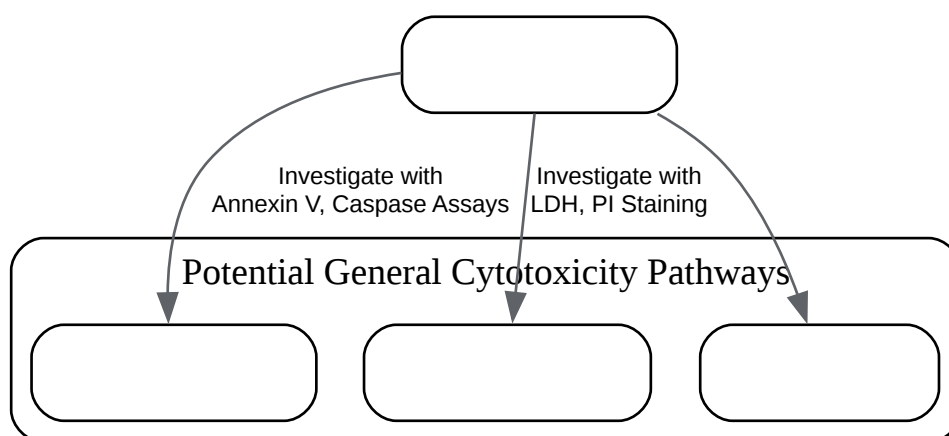 Investigate with
Annexin V, Caspase Assays
Investigate with
LDH, PI Staining
Potential General Cytotoxicity Pathways